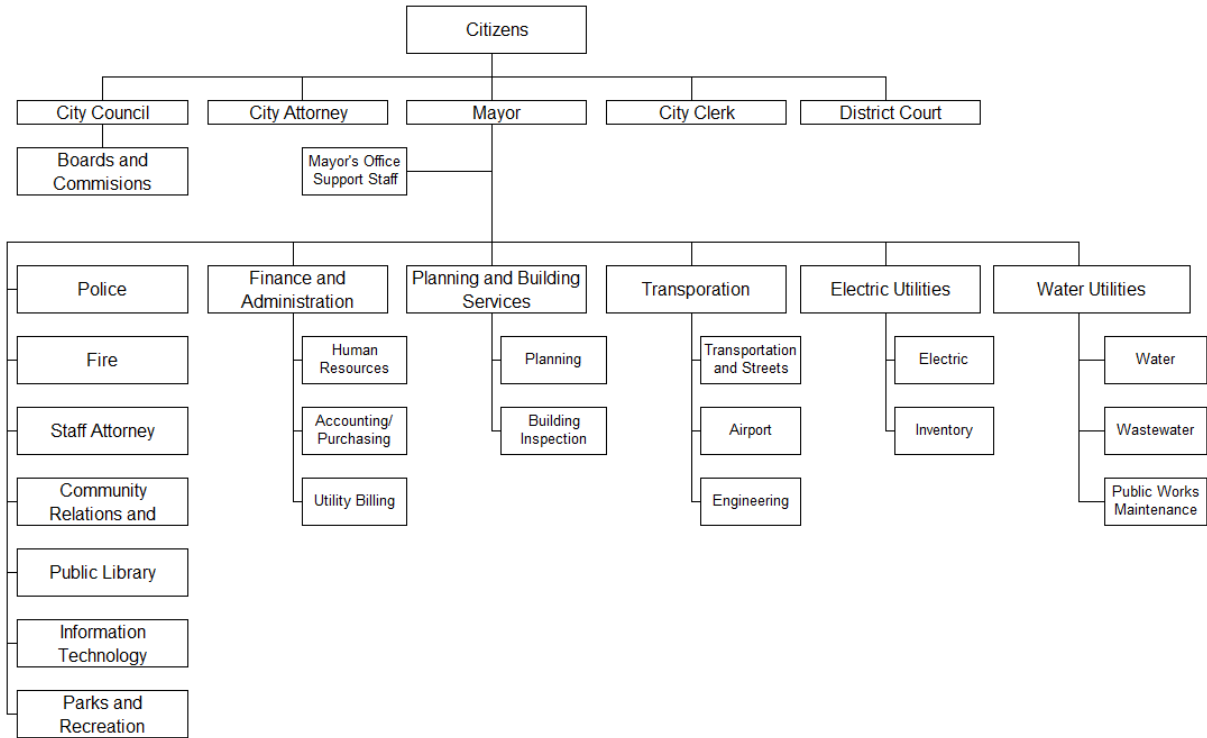 Citizens
City Council
City Attorney
Mayor
City Clerk
District Court
Boards and
Commisions
Mayor's Office
Support Staff
Police
Finance and
Administration
Planning and Building
Services
Transporation
Electric Utilities
Water Utilities
Fire
Human
Resources
Planning
Transportation
and Streets
Electric
Water
Staff Attorney
Accounting/
Purchasing
Building
Inspection
Airport
Inventory
Wastewater
Community
Relations and
Utility Billing
Engineering
Public Works
Maintenance
Public Library
Information
Technology
Parks and
Recreation